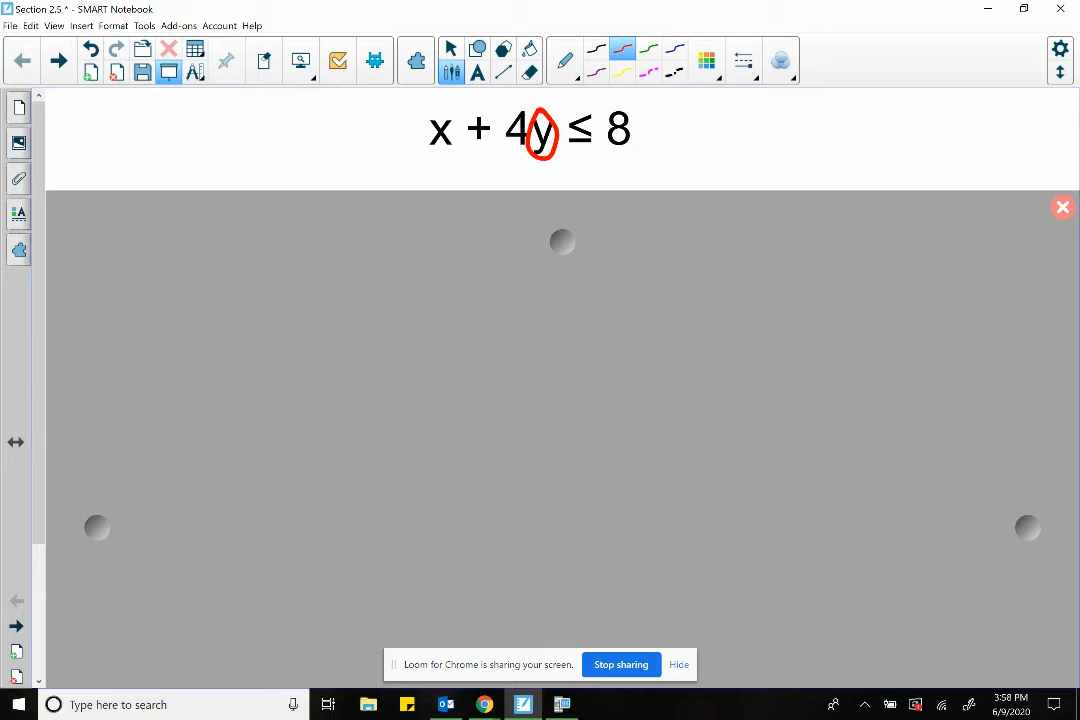 Section 2.5 * - SMART Notebook
File Edit View Insert Format Tools Add-ons Account Help
x + 4y ≤ 8
Loom for Chrome is sharing your screen. Stop sharing Hide
Type here to search
3:58 PM
6/9/2020